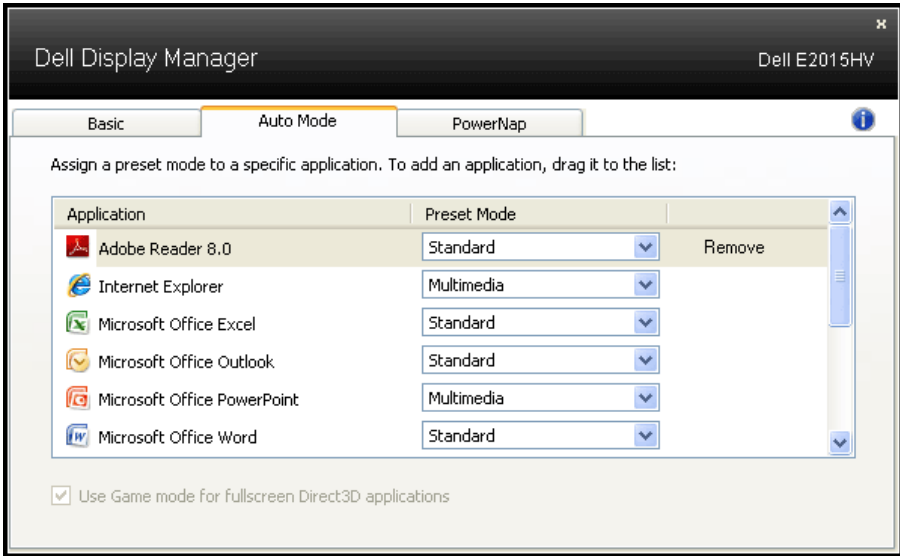 x
Dell Display Manager
Dell E2015HV
Basic
Auto Mode
PowerNap
i
Assign a preset mode to a specific application. To add an application, drag it to the list:
Application Preset Mode
Adobe Reader 8.0 Standard Remove
Internet Explorer Multimedia
Microsoft Office Excel Standard
Microsoft Office Outlook Standard
Microsoft Office PowerPoint Multimedia
Microsoft Office Word Standard
Use Game mode for fullscreen Direct3D applications